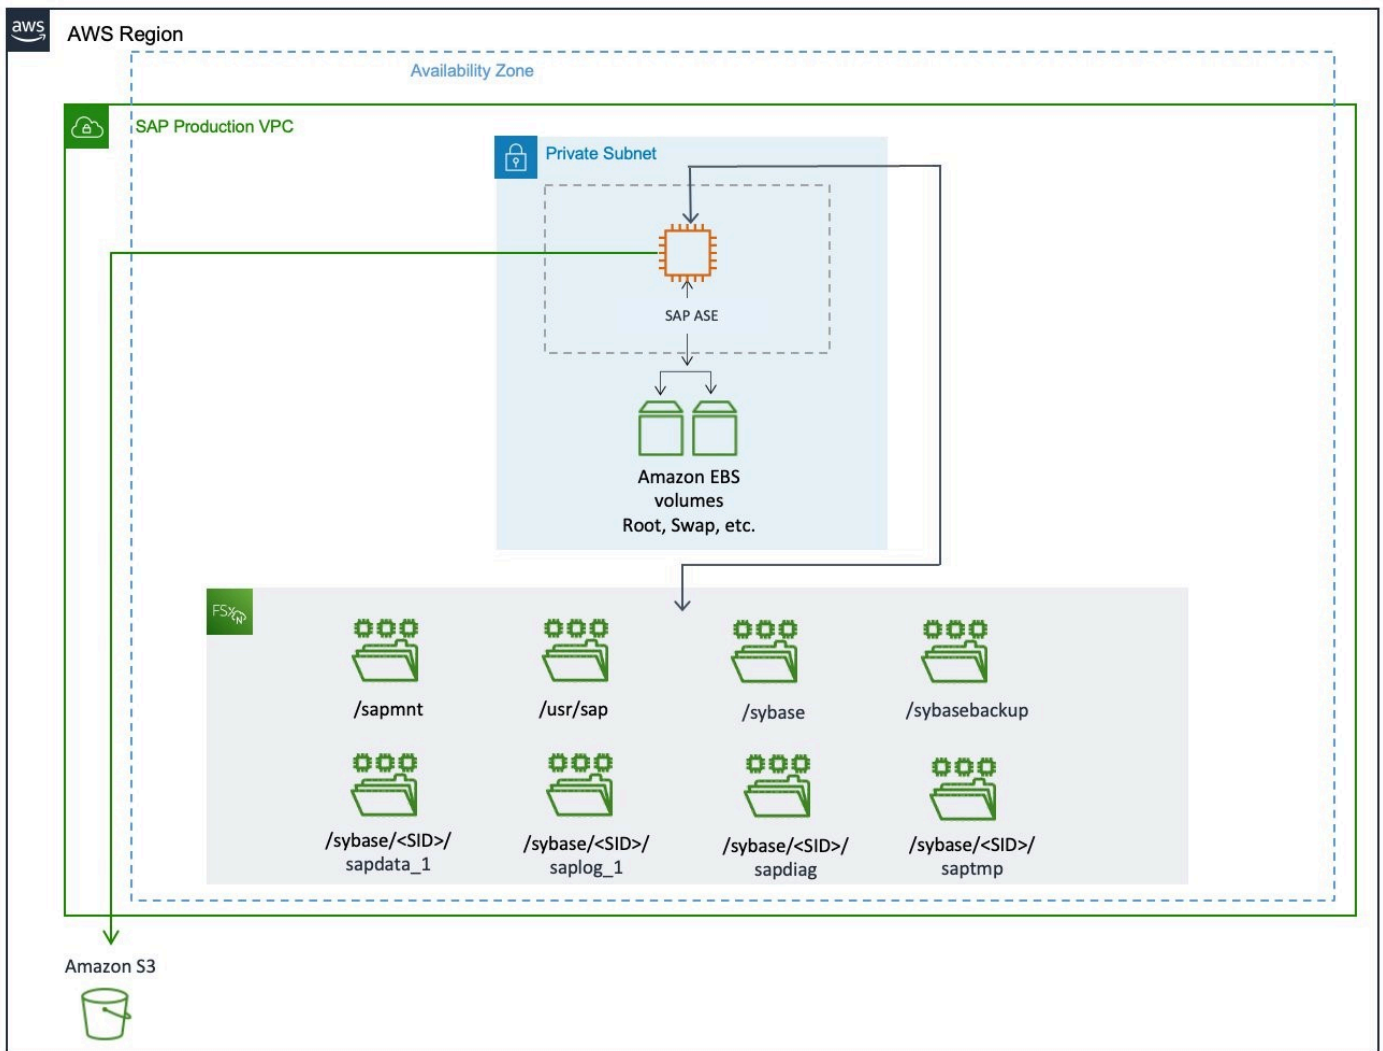 aws
AWS Region
Availability Zone
SAP Production VPC
Private Subnet
SAP ASE
Amazon EBS
volumes
Root, Swap, etc.
FSx
N
/sapmnt
/usr/sap
/sybase
/sybasebackup
/sybase/<SID>/
sapdata_1
/sybase/<SID>/
saplog_1
/sybase/<SID>/
sapdiag
/sybase/<SID>/
saptmp
Amazon S3